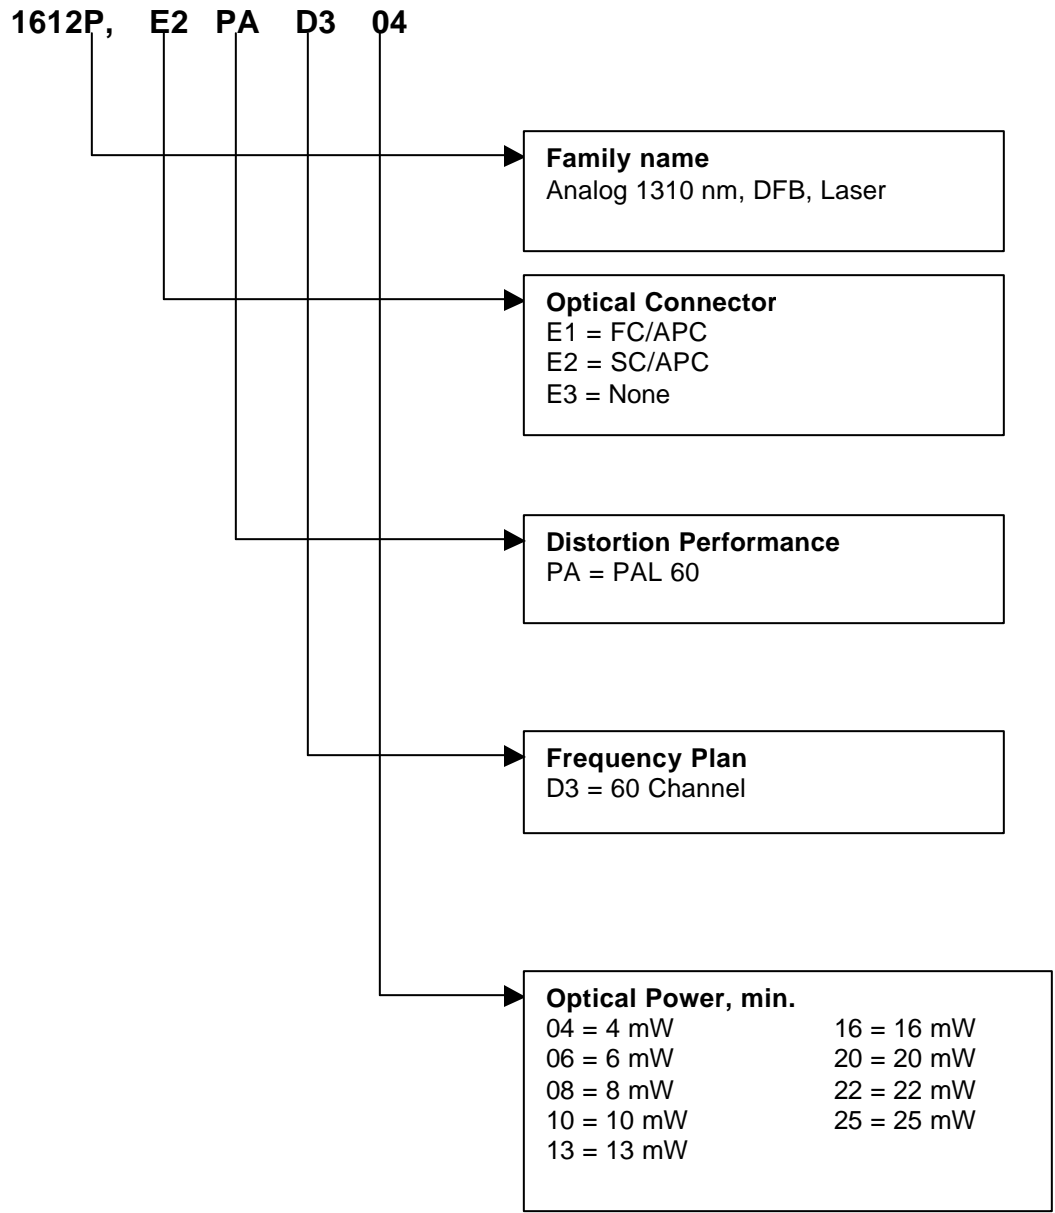 1612P, E2 PA D3 04
Family name
Analog 1310 nm, DFB, Laser
Optical Connector
E1 = FC/APC
E2 = SC/APC
E3 = None
Distortion Performance
PA = PAL 60
Frequency Plan
D3 = 60 Channel
Optical Power, min.
04 = 4 mW 16 = 16 mW
06 = 6 mW 20 = 20 mW
08 = 8 mW 22 = 22 mW
10 = 10 mW 25 = 25 mW
13 = 13 mW